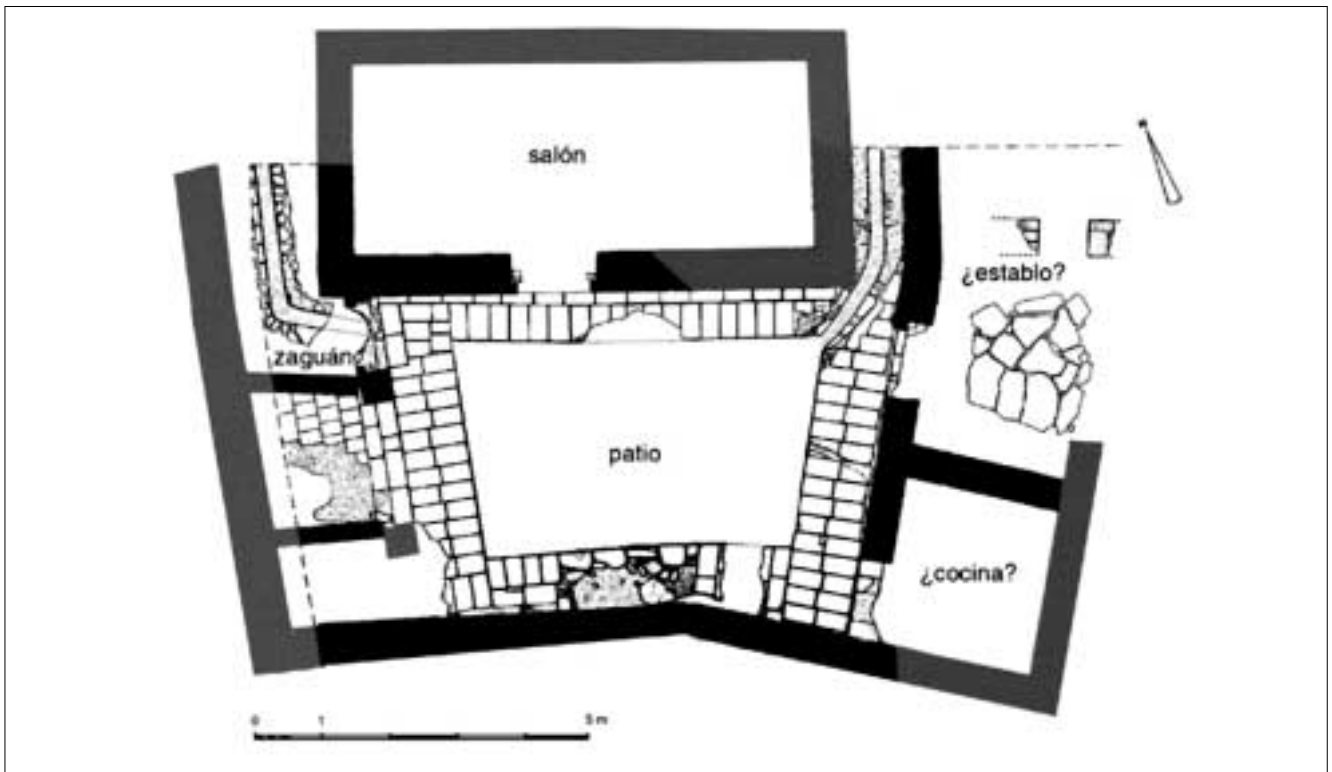 salón
¿establo?
zaguán
patio
¿cocina?
0 1 5 m